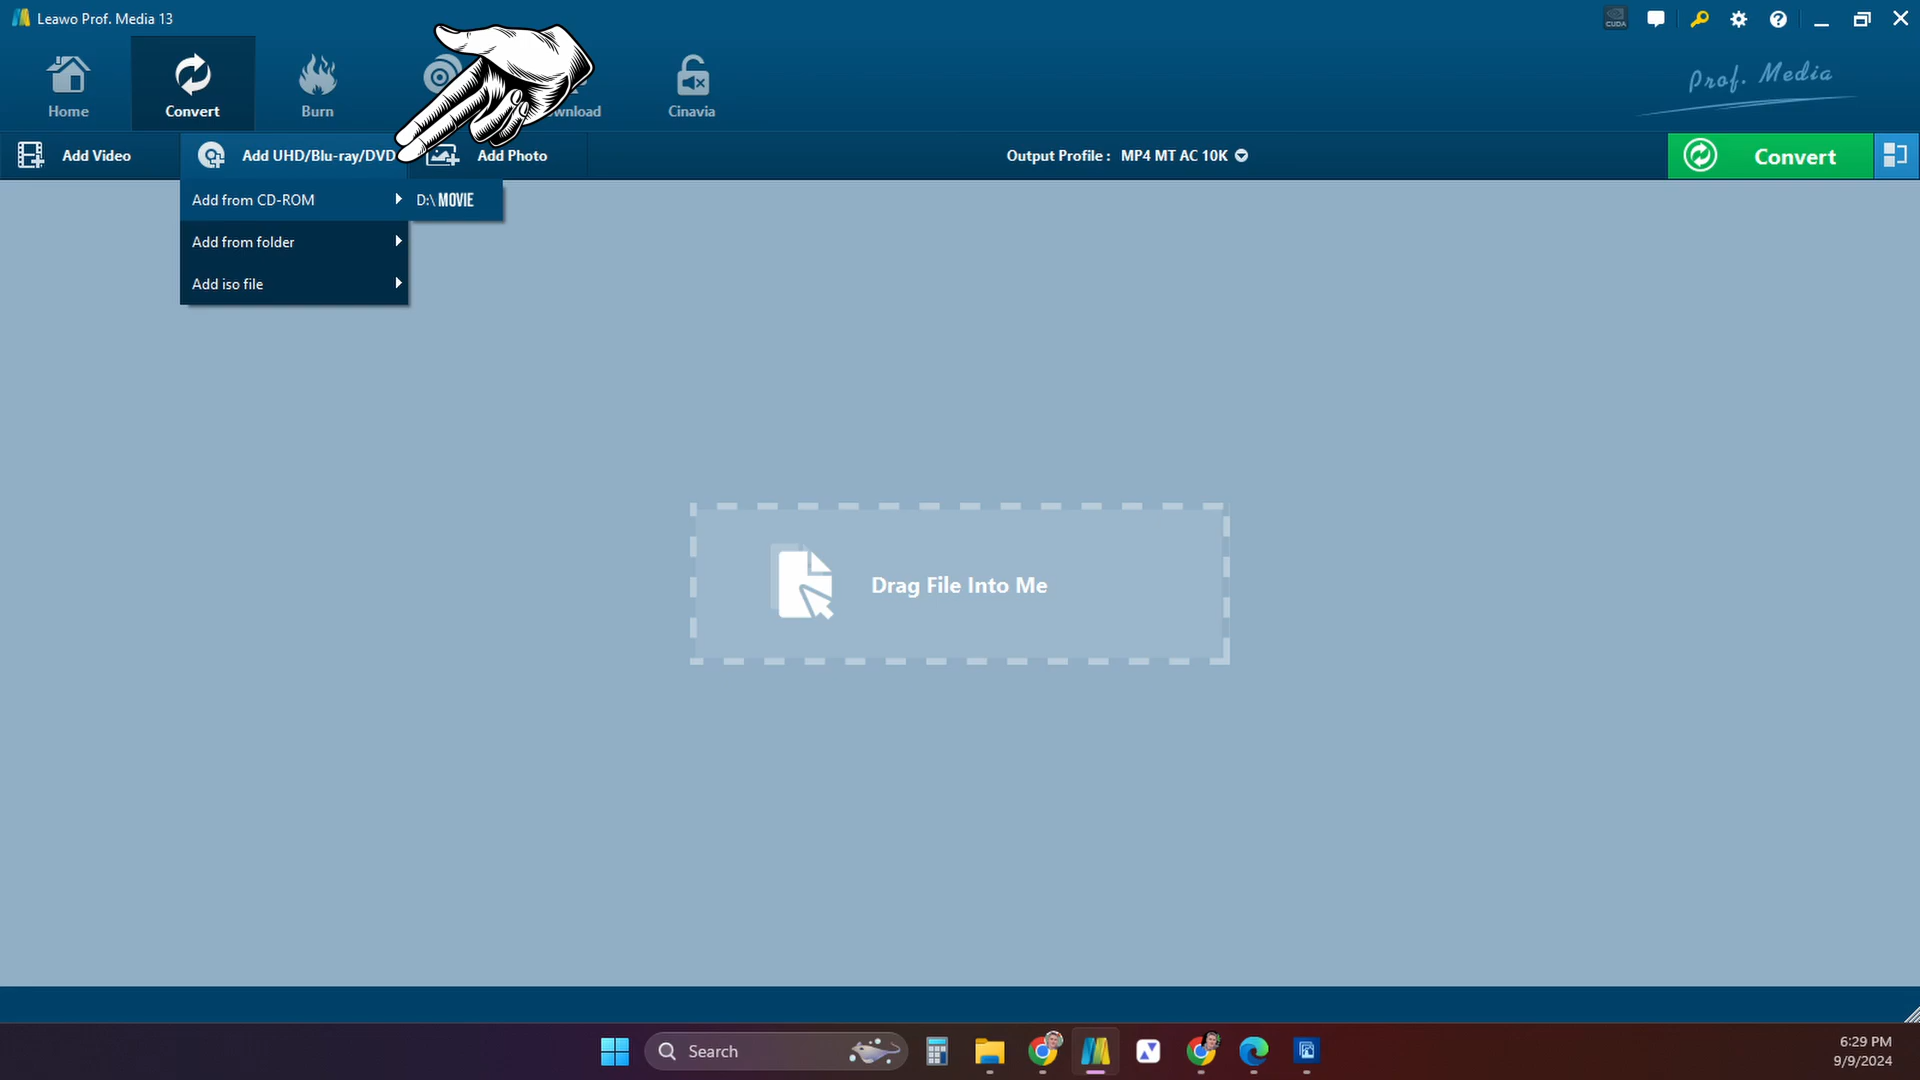 Leawo Prof. Media 13
CUDA
Home
Convert
Burn
Cinavia
Prof. Media
Add Video
Add UHD/Blu-ray/DVD
Add Photo
Output Profile : MP4 MT AC 10K
Convert
Add from CD-ROM
D:\ MOVIE
Add from folder
Add iso file
Drag File Into Me
Search
6:29 PM
9/9/2024